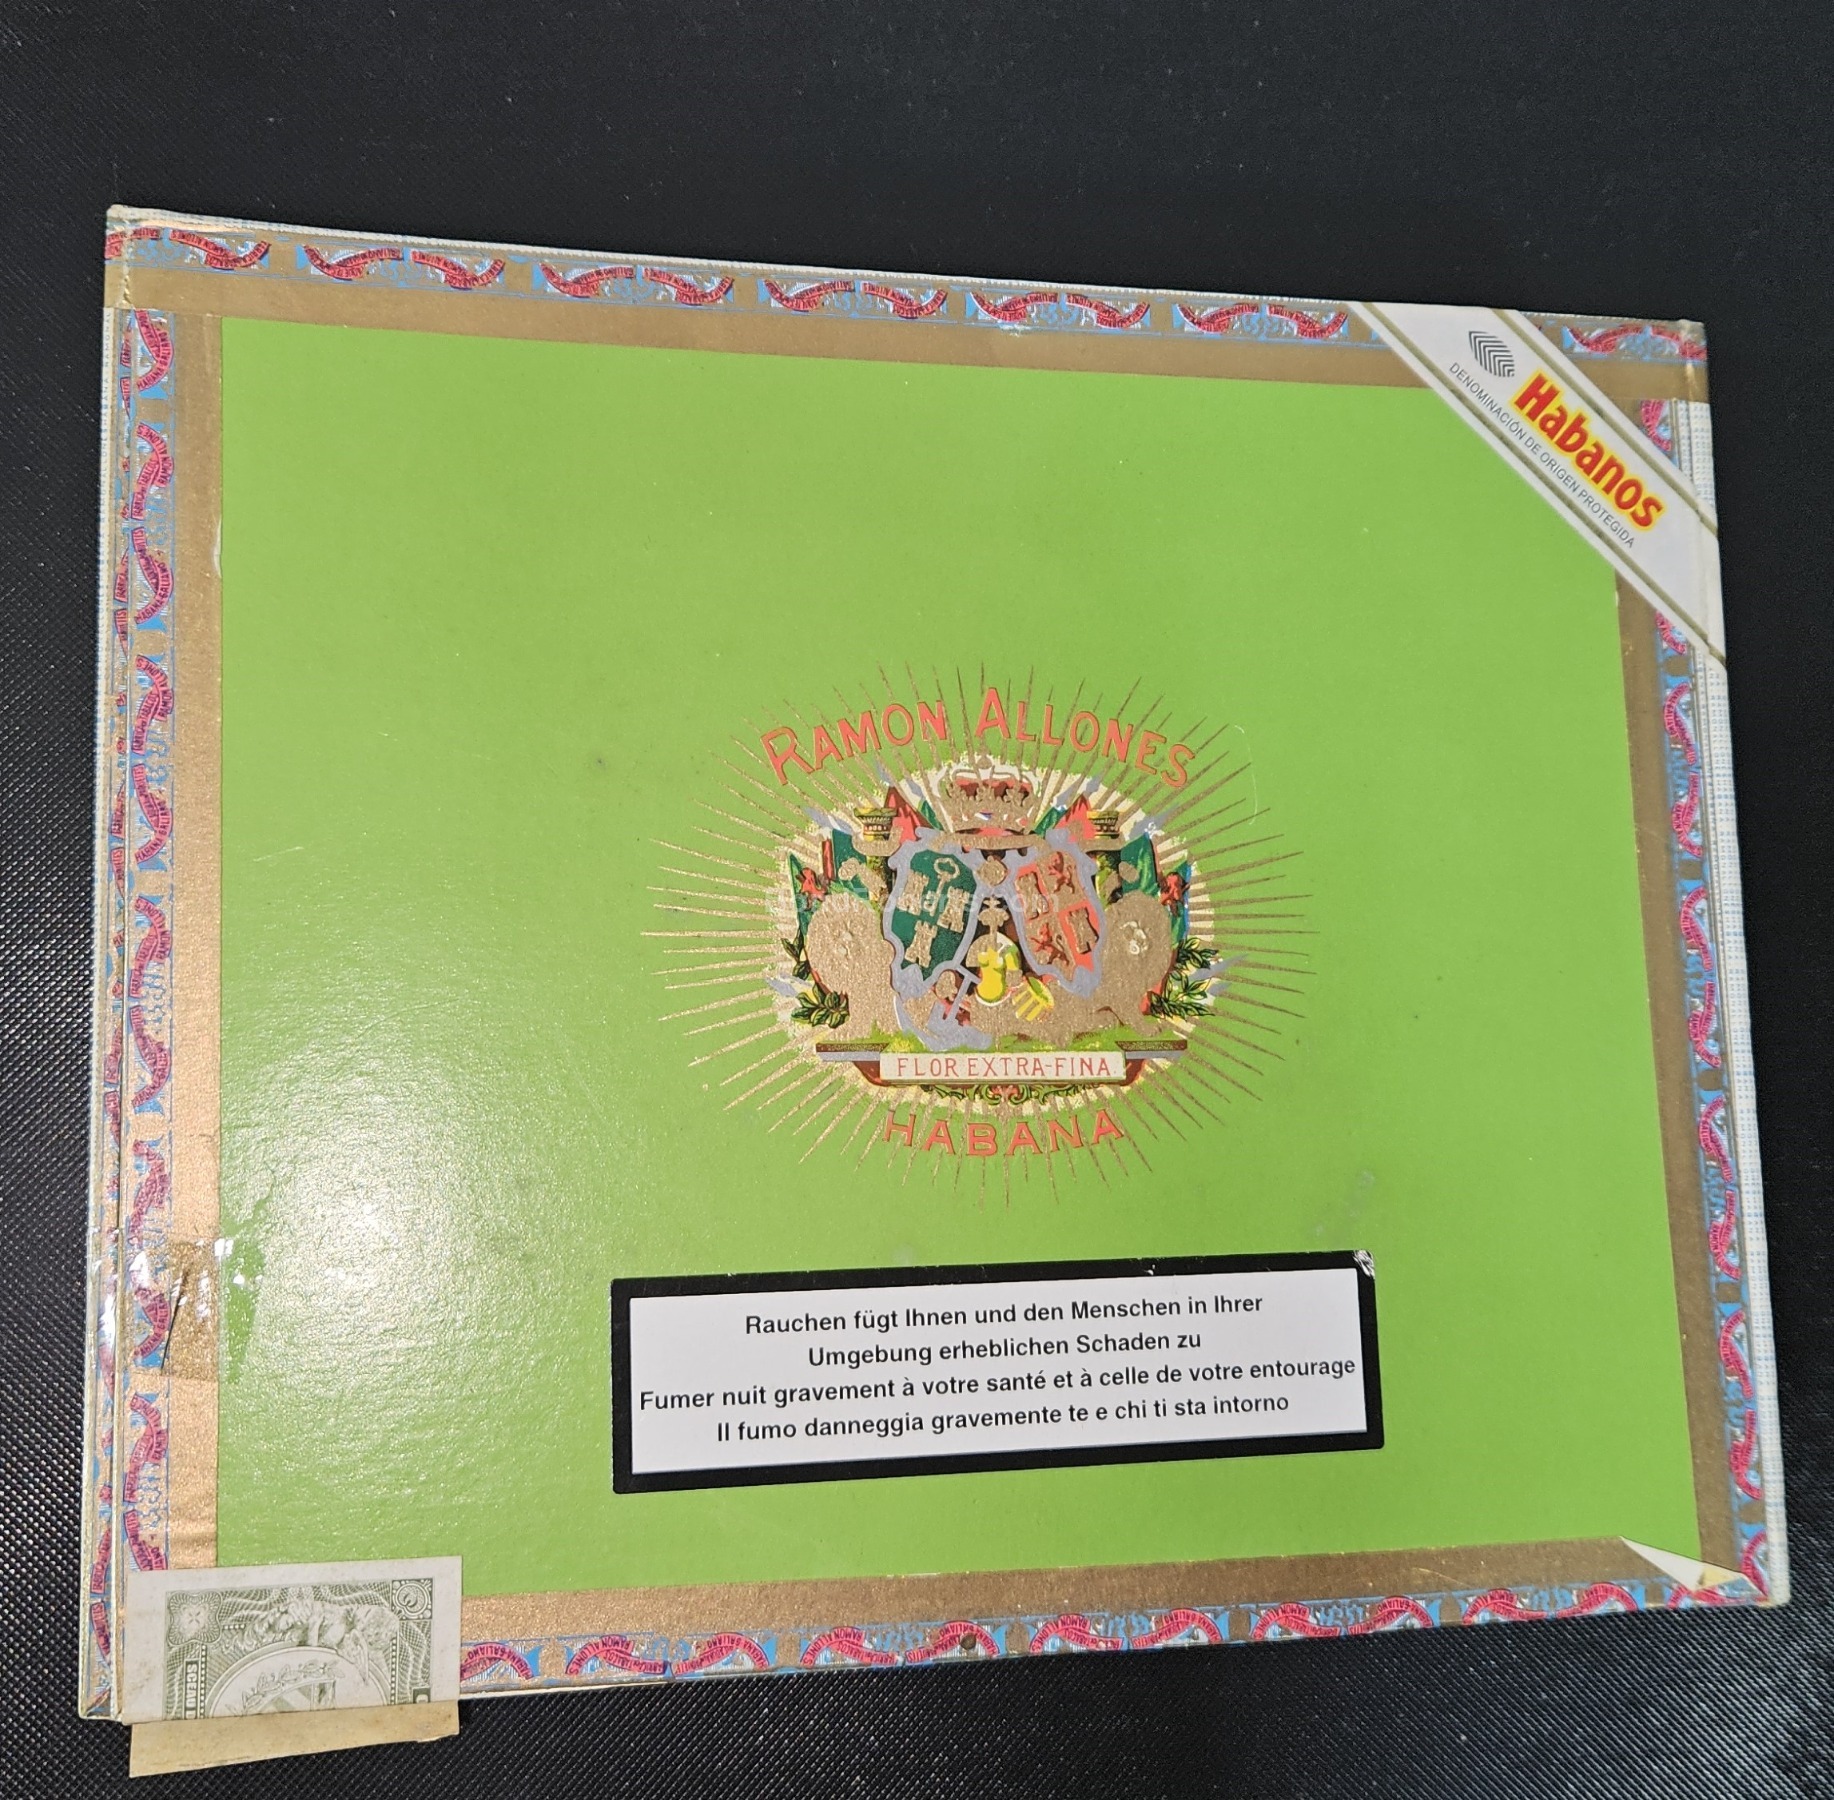 Habanos
DENOMINACIÓN DE ORIGEN PROTEGIDA
RAMON ALLONES
FLOR EXTRA-FINA
HABANA
Rauchen fügt Ihnen und den Menschen in Ihrer
Umgebung erheblichen Schaden zu
Fumer nuit gravement à votre santé et à celle de votre entourage
Il fumo danneggia gravemente te e chi ti sta intorno